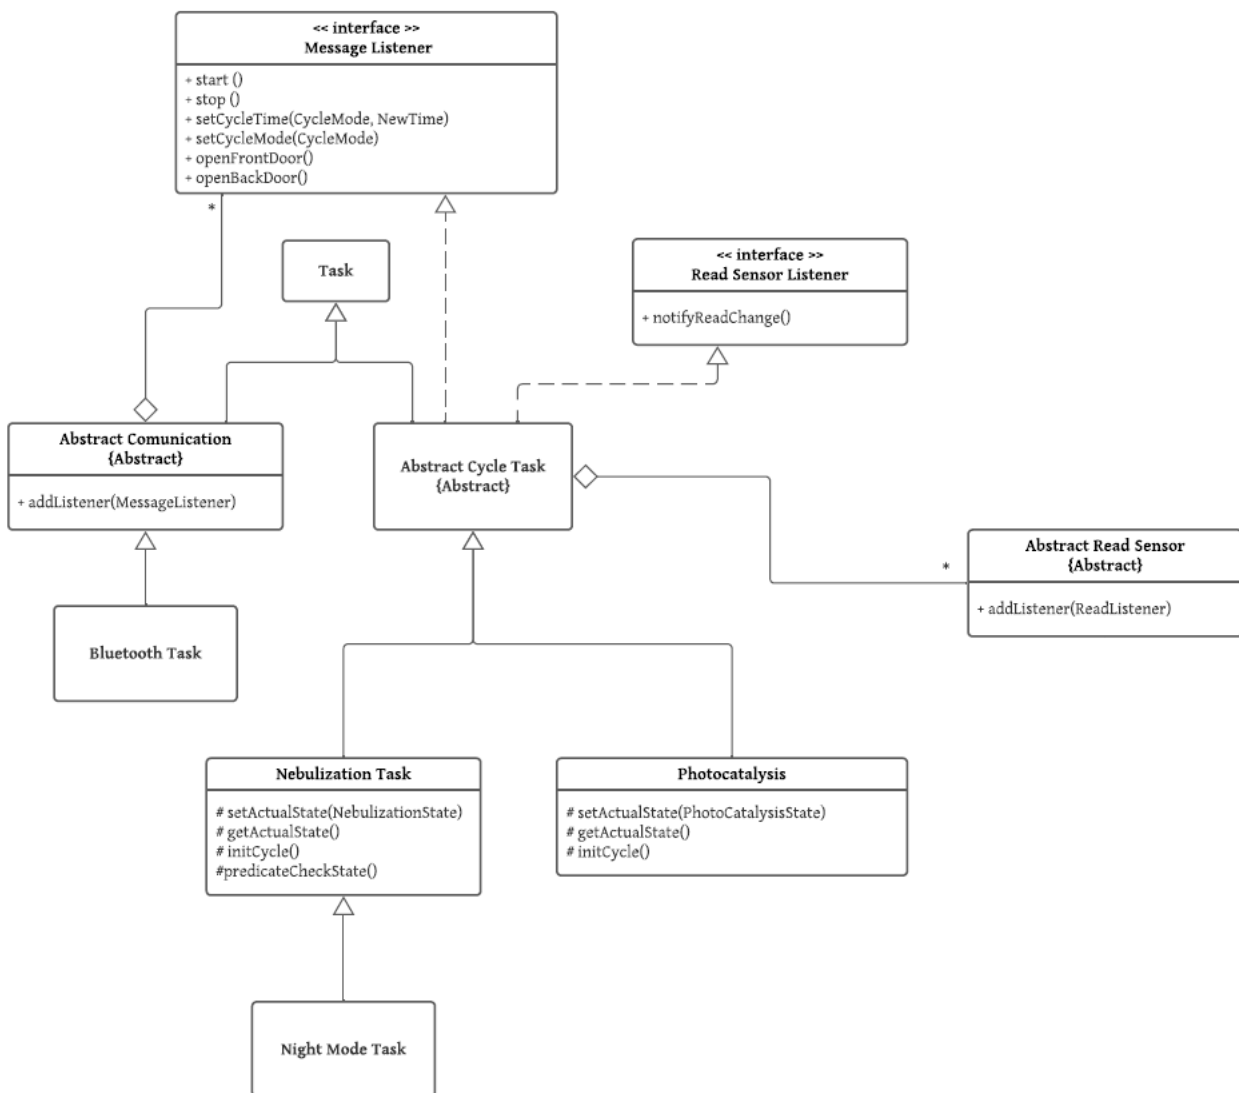 << interface >>
Message Listener
+ start ()
+ stop ()
+ setCycleTime(CycleMode, NewTime)
+ setCycleMode(CycleMode)
+ openFrontDoor()
+ openBackDoor()
*
Task
<< interface >>
Read Sensor Listener
+ notifyReadChange()
Abstract Comunication
{Abstract}
+ addListener(MessageListener)
Abstract Cycle Task
{Abstract}
*
Abstract Read Sensor
{Abstract}
+ addListener(ReadListener)
Bluetooth Task
Nebulization Task
# setActualState(NebulizationState)
# getActualState()
# initCycle()
#predicateCheckState()
Photocatalysis
# setActualState(PhotoCatalysisState)
# getActualState()
# initCycle()
Night Mode Task